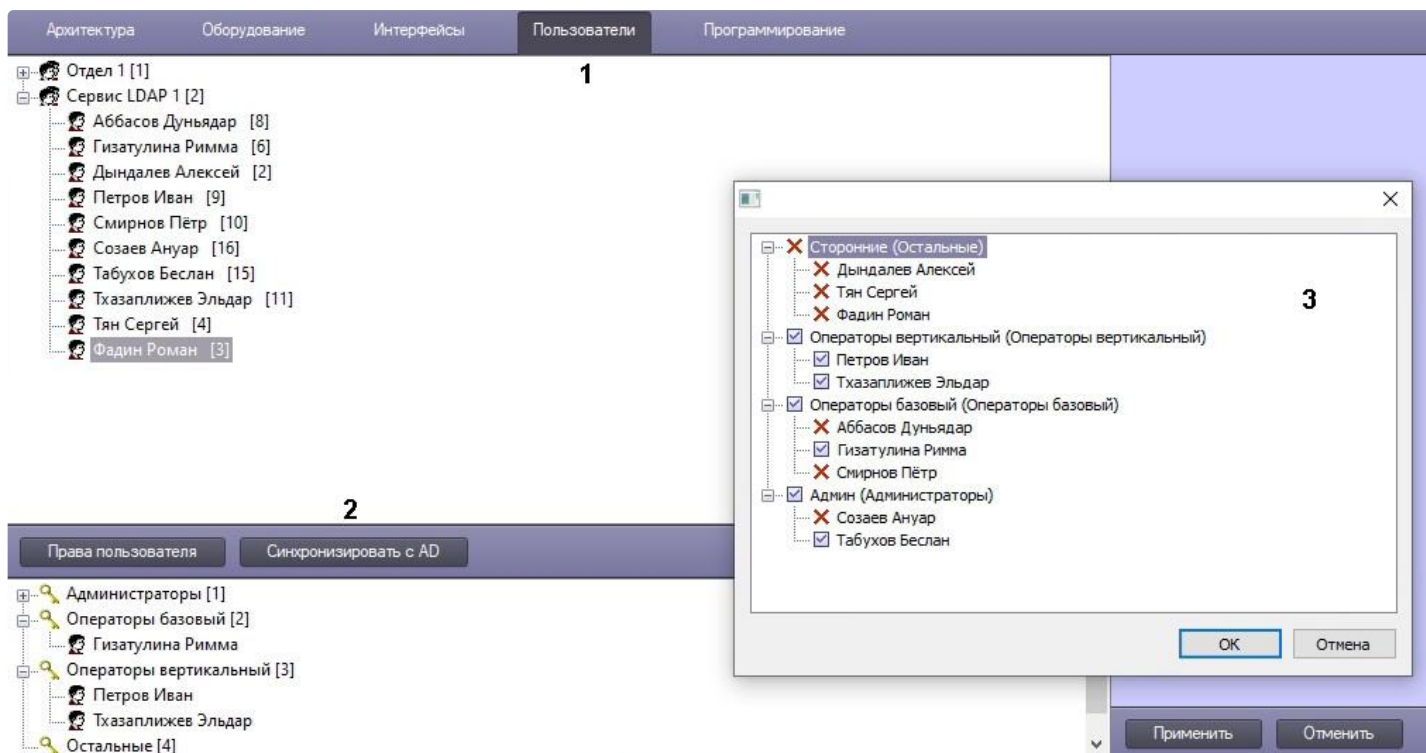 Архитектура Оборудование Интерфейсы Пользователи Программирование
1
Отдел 1 [1]
Сервис LDAP 1 [2]
Аббасов Дуньядар [8]
Гизатулина Римма [6]
Дындалев Алексей [2]
Петров Иван [9]
Смирнов Пётр [10]
Созаев Ануар [16]
Табухов Беслан [15]
Тхазаплижев Эльдар [11]
Тян Сергей [4]
Фадин Роман [3]
2
Права пользователя Синхронизировать с AD
Администраторы [1]
Операторы базовый [2]
Гизатулина Римма
Операторы вертикальный [3]
Петров Иван
Тхазаплижев Эльдар
Остальные [4]
Сторонние (Остальные)
Дындалев Алексей
Тян Сергей
3
Фадин Роман
Операторы вертикальный (Операторы вертикальный)
Петров Иван
Тхазаплижев Эльдар
Операторы базовый (Операторы базовый)
Аббасов Дуньядар
Гизатулина Римма
Смирнов Пётр
Админ (Администраторы)
Созаев Ануар
Табухов Беслан
OK Отмена
Применить Отменить